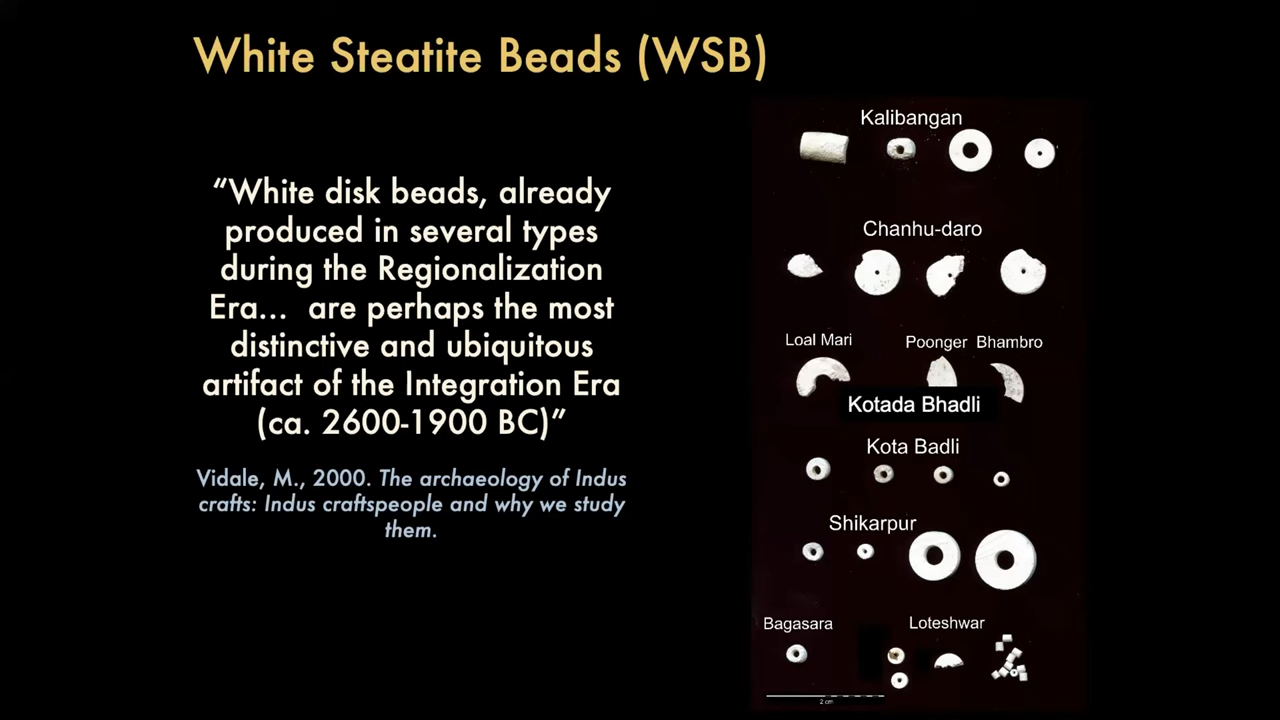 White Steatite Beads (WSB)
“White disk beads, already
produced in several types
during the Regionalization
Era... are perhaps the most
distinctive and ubiquitous
artifact of the Integration Era
(ca. 2600-1900 BC)”
Vidale, M., 2000. The archaeology of Indus
crafts: Indus craftspeople and why we study
them.
Kalibangan
Chanhu-daro
Loal Mari Poonger Bhambro
Kotada Bhadli
Kota Badli
Shikarpur
Bagasara Loteshwar
2 cm